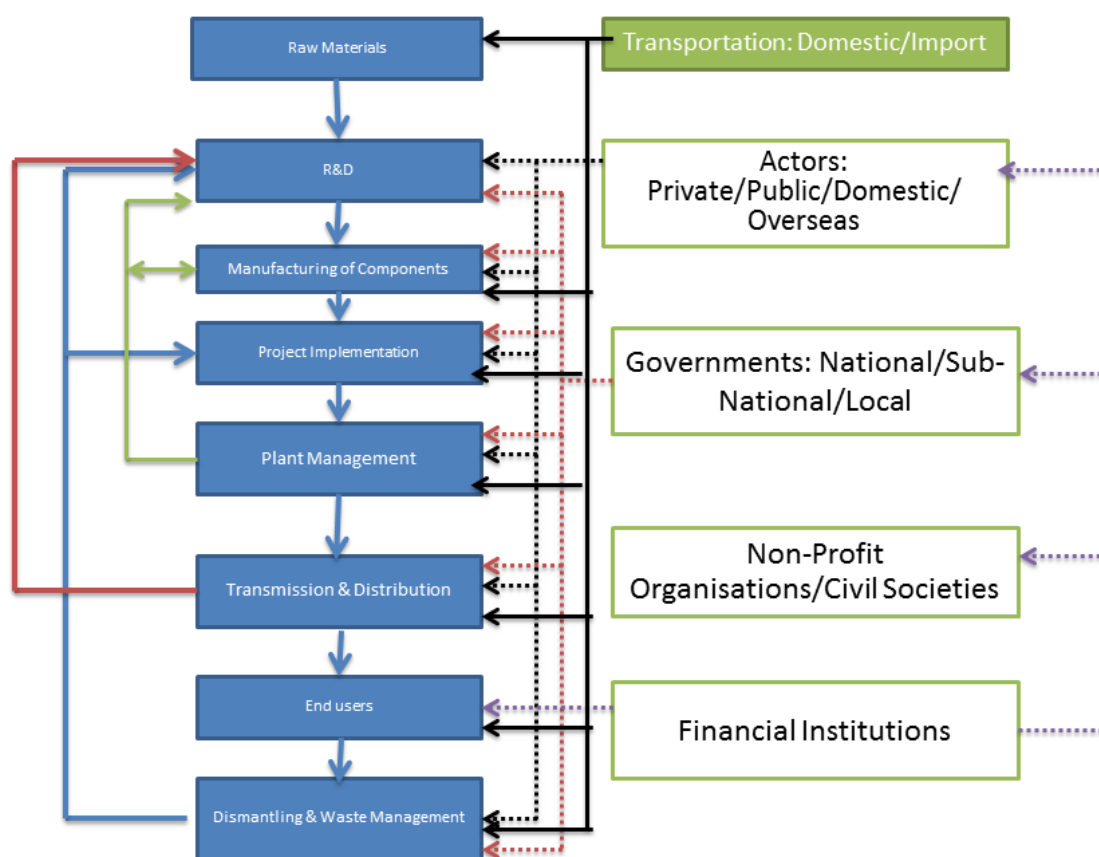 Raw Materials
Transportation: Domestic/Import
R&D
Actors:
Private/Public/Domestic/
Overseas
Manufacturing of Components
Project Implementation
Governments: National/Sub-
National/Local
Plant Management
Transmission & Distribution
Non-Profit
Organisations/Civil Societies
End users
Financial Institutions
Dismantling & Waste Management